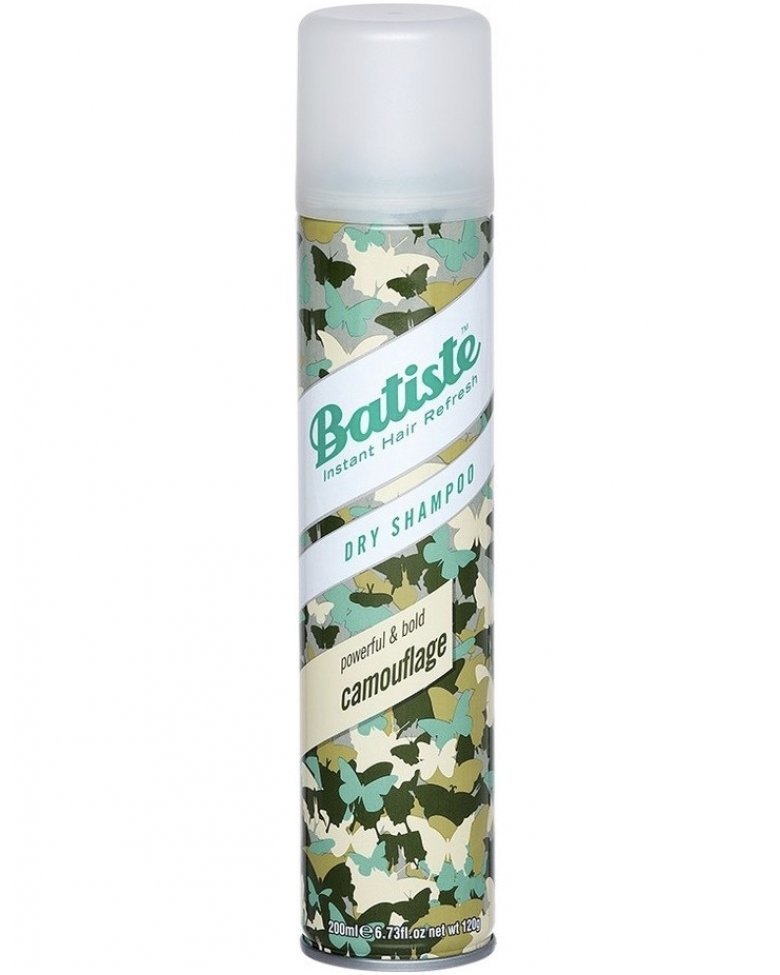 Batiste™
Instant Hair Refresh
DRY SHAMPOO
powerful & bold
camouflage
200ml℮6.73fl.oz net wt 120g